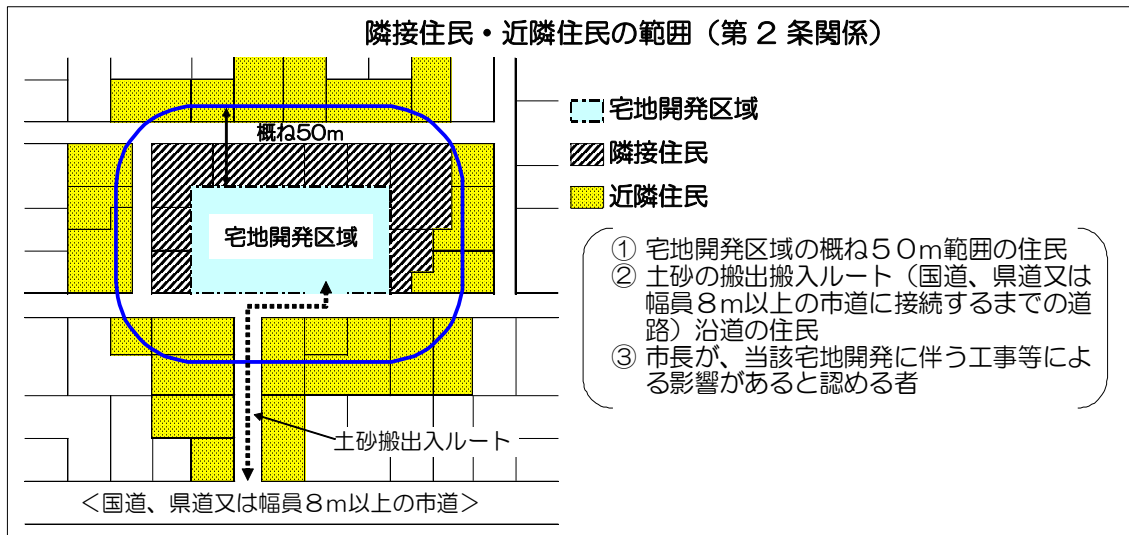 隣接住民・近隣住民の範囲（第２条関係）
概ね50m
宅地開発区域
土砂搬出入ルート
＜国道、県道又は幅員８ｍ以上の市道＞
宅地開発区域
隣接住民
近隣住民
① 宅地開発区域の概ね５０ｍ範囲の住民
② 土砂の搬出搬入ルート（国道、県道又は
幅員８ｍ以上の市道に接続するまでの道
路）沿道の住民
③ 市長が、当該宅地開発に伴う工事等によ
る影響があると認める者